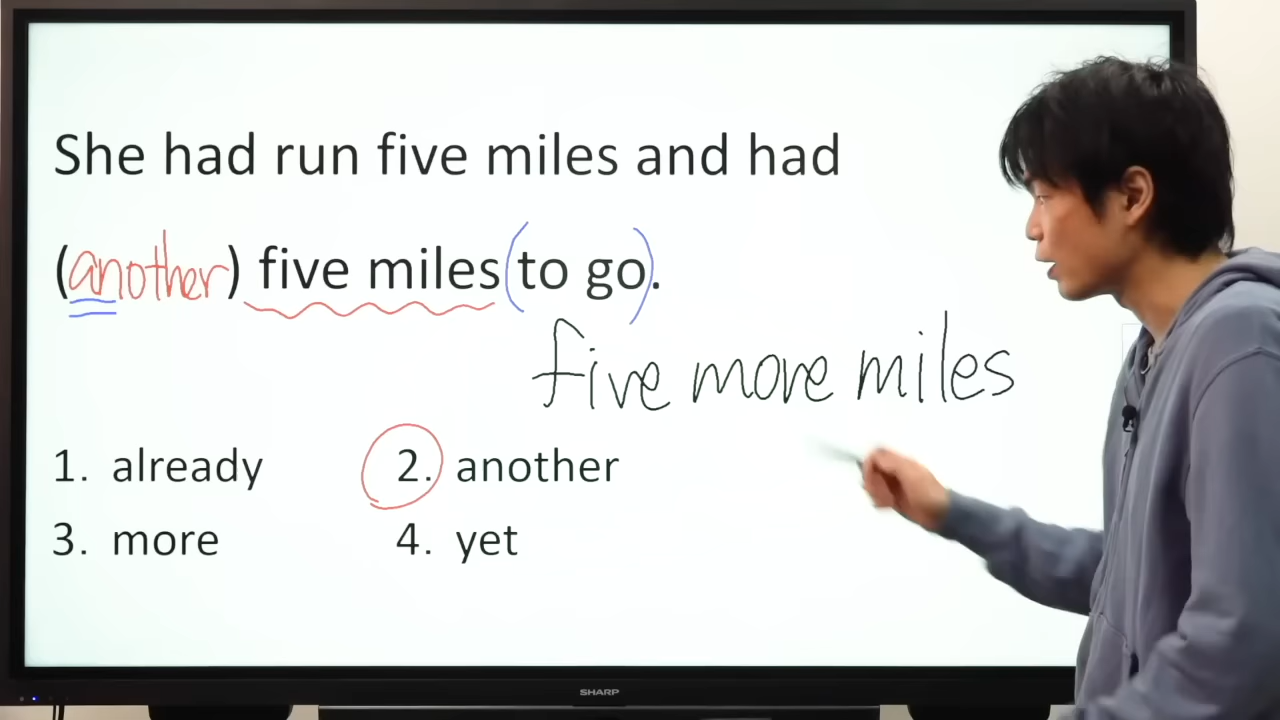 She had run five miles and had
(another) five miles (to go).
five more miles
1. already 2. another
3. more 4. yet
SHARP